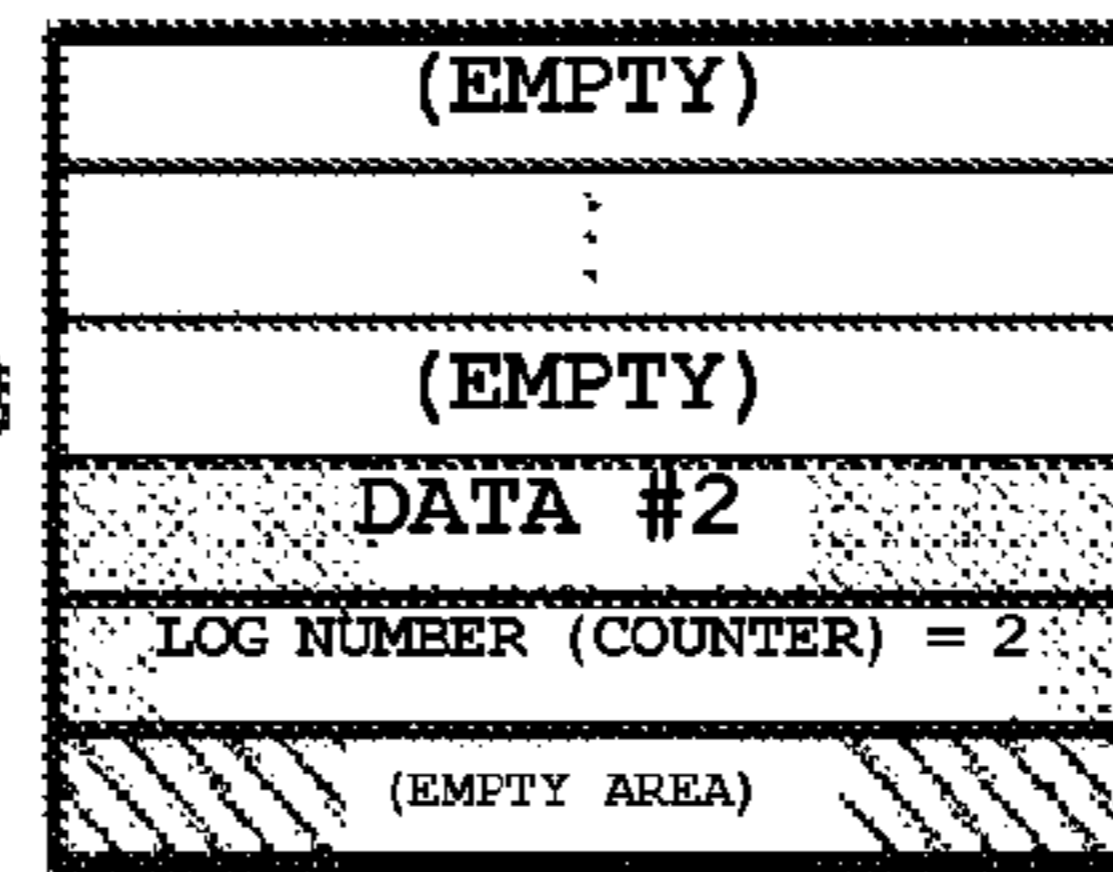 (EMPTY)
(EMPTY)
DATA #2
LOG NUMBER (COUNTER) = 2
(EMPTY AREA)